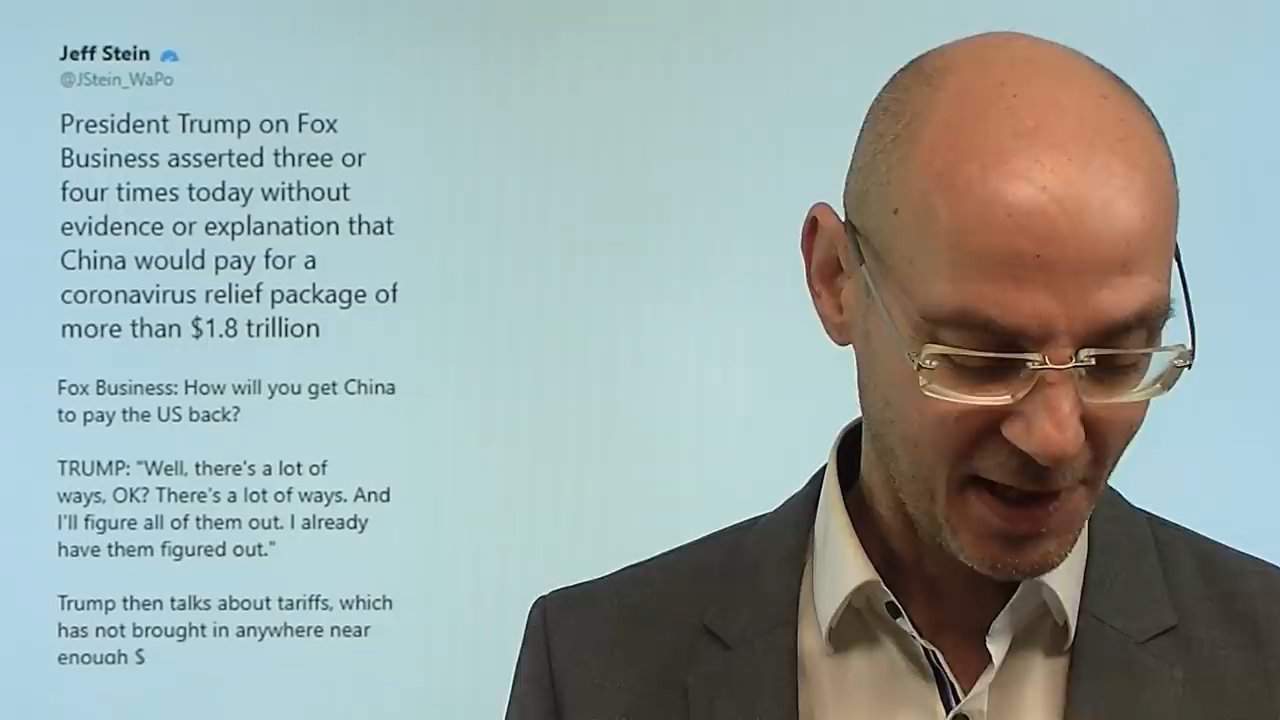 Jeff Stein
@JStein_WaPo
President Trump on Fox
Business asserted three or
four times today without
evidence or explanation that
China would pay for a
coronavirus relief package of
more than $1.8 trillion
Fox Business: How will you get China
to pay the US back?
TRUMP: "Well, there's a lot of
ways, OK? There's a lot of ways. And
I'll figure all of them out. I already
have them figured out."
Trump then talks about tariffs, which
has not brought in anywhere near
enough $